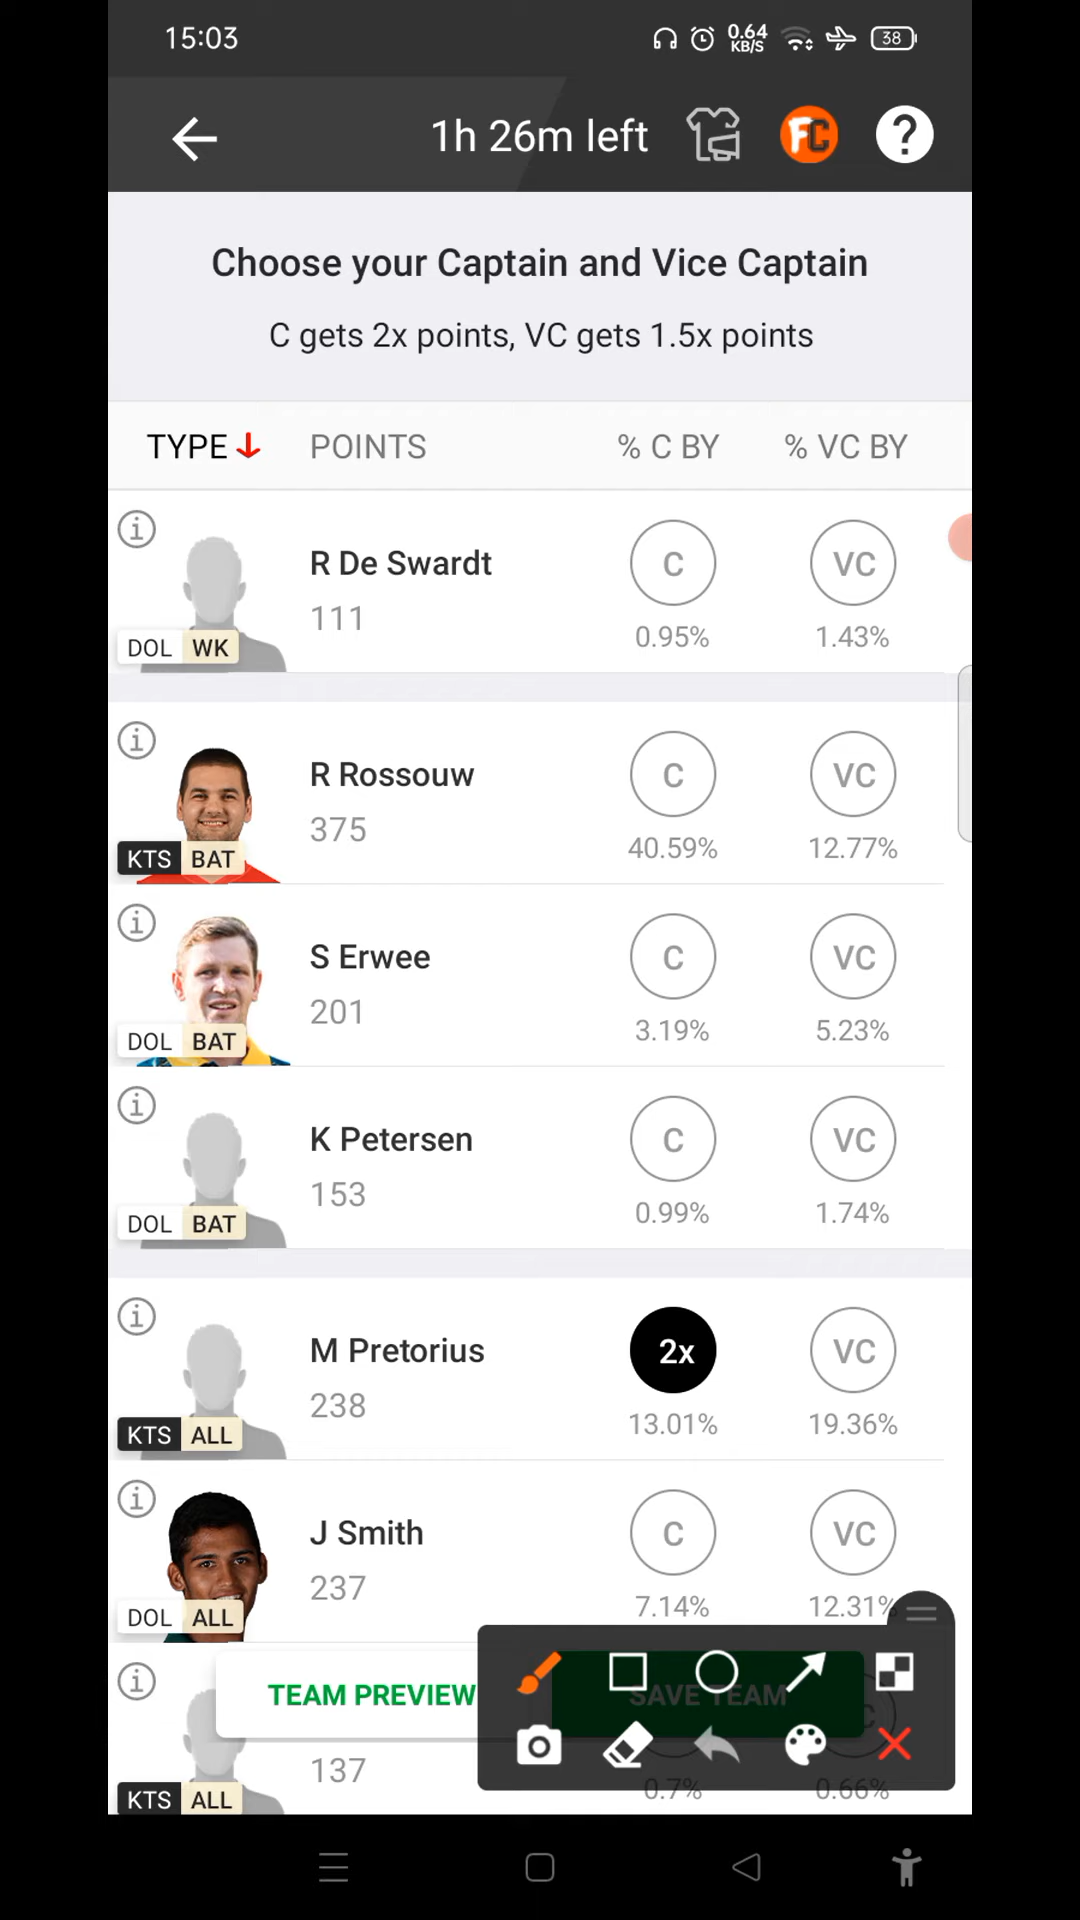 15:03
0.64
KB/S
38
1h 26m left
FC
?
Choose your Captain and Vice Captain
C gets 2x points, VC gets 1.5x points
TYPE POINTS % C BY % VC BY
R De Swardt
111
C
VC
0.95%
1.43%
DOL WK
R Rossouw
375
C
VC
40.59%
12.77%
KTS BAT
S Erwee
201
C
VC
3.19%
5.23%
DOL BAT
K Petersen
153
C
VC
0.99%
1.74%
DOL BAT
M Pretorius
238
2x
VC
13.01%
19.36%
KTS ALL
J Smith
237
C
VC
7.14%
12.31%
DOL ALL
TEAM PREVIEW
SAVE TEAM
137
0.7%
0.66%
KTS ALL